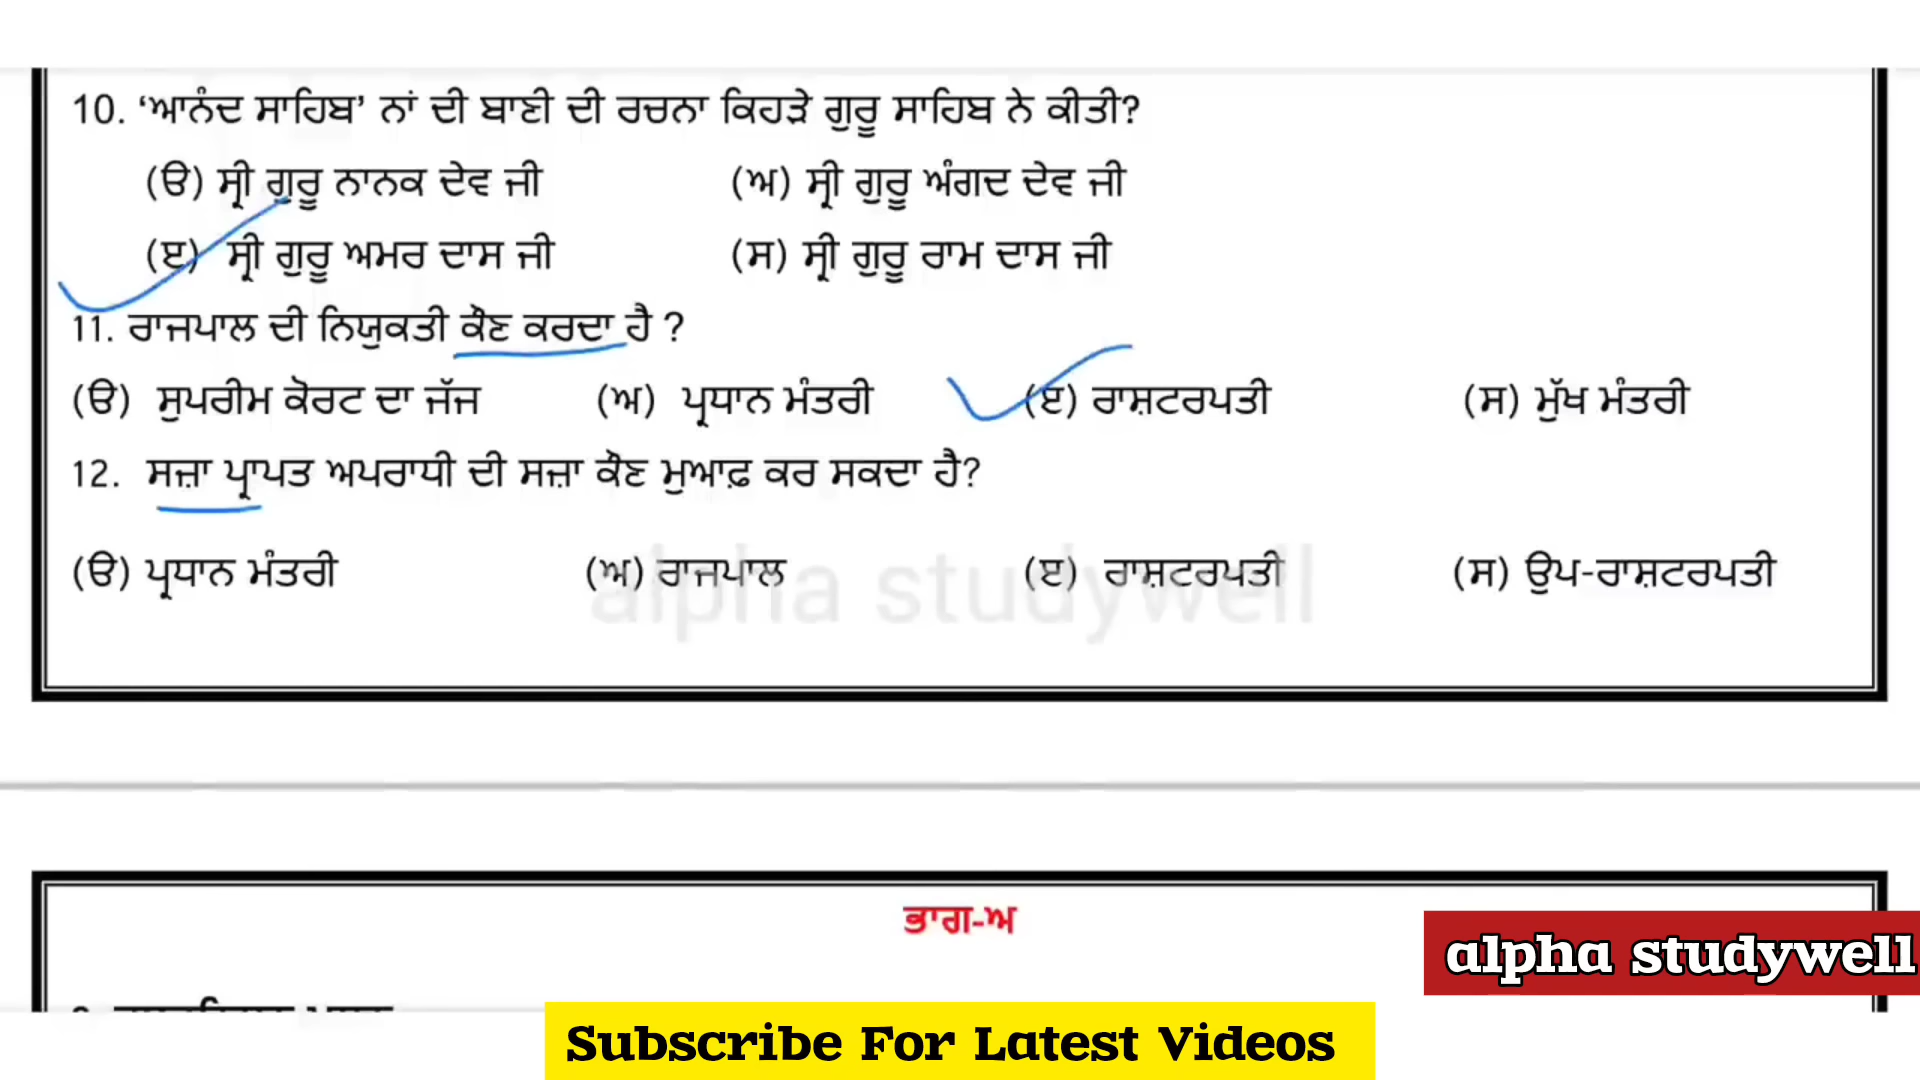 10. ‘ਆਨੰਦ ਸਾਹਿਬ’ ਨਾਂ ਦੀ ਬਾਣੀ ਦੀ ਰਚਨਾ ਕਿਹੜੇ ਗੁਰੂ ਸਾਹਿਬ ਨੇ ਕੀਤੀ?
(ੳ) ਸ੍ਰੀ ਗੁਰੂ ਨਾਨਕ ਦੇਵ ਜੀ (ਅ) ਸ੍ਰੀ ਗੁਰੂ ਅੰਗਦ ਦੇਵ ਜੀ
(ੲ) ਸ੍ਰੀ ਗੁਰੂ ਅਮਰ ਦਾਸ ਜੀ (ਸ) ਸ੍ਰੀ ਗੁਰੂ ਰਾਮ ਦਾਸ ਜੀ
11. ਰਾਜਪਾਲ ਦੀ ਨਿਯੁਕਤੀ ਕੌਣ ਕਰਦਾ ਹੈ ?
(ੳ) ਸੁਪਰੀਮ ਕੋਰਟ ਦਾ ਜੱਜ (ਅ) ਪ੍ਰਧਾਨ ਮੰਤਰੀ (ੲ) ਰਾਸ਼ਟਰਪਤੀ (ਸ) ਮੁੱਖ ਮੰਤਰੀ
12. ਸਜ਼ਾ ਪ੍ਰਾਪਤ ਅਪਰਾਧੀ ਦੀ ਸਜ਼ਾ ਕੌਣ ਮੁਆਫ਼ ਕਰ ਸਕਦਾ ਹੈ?
(ੳ) ਪ੍ਰਧਾਨ ਮੰਤਰੀ (ਅ) ਰਾਜਪਾਲ (ੲ) ਰਾਸ਼ਟਰਪਤੀ (ਸ) ਉਪ-ਰਾਸ਼ਟਰਪਤੀ
alpha studywell
ਭਾਗ-ਅ
alpha studywell
Subscribe For Latest Videos